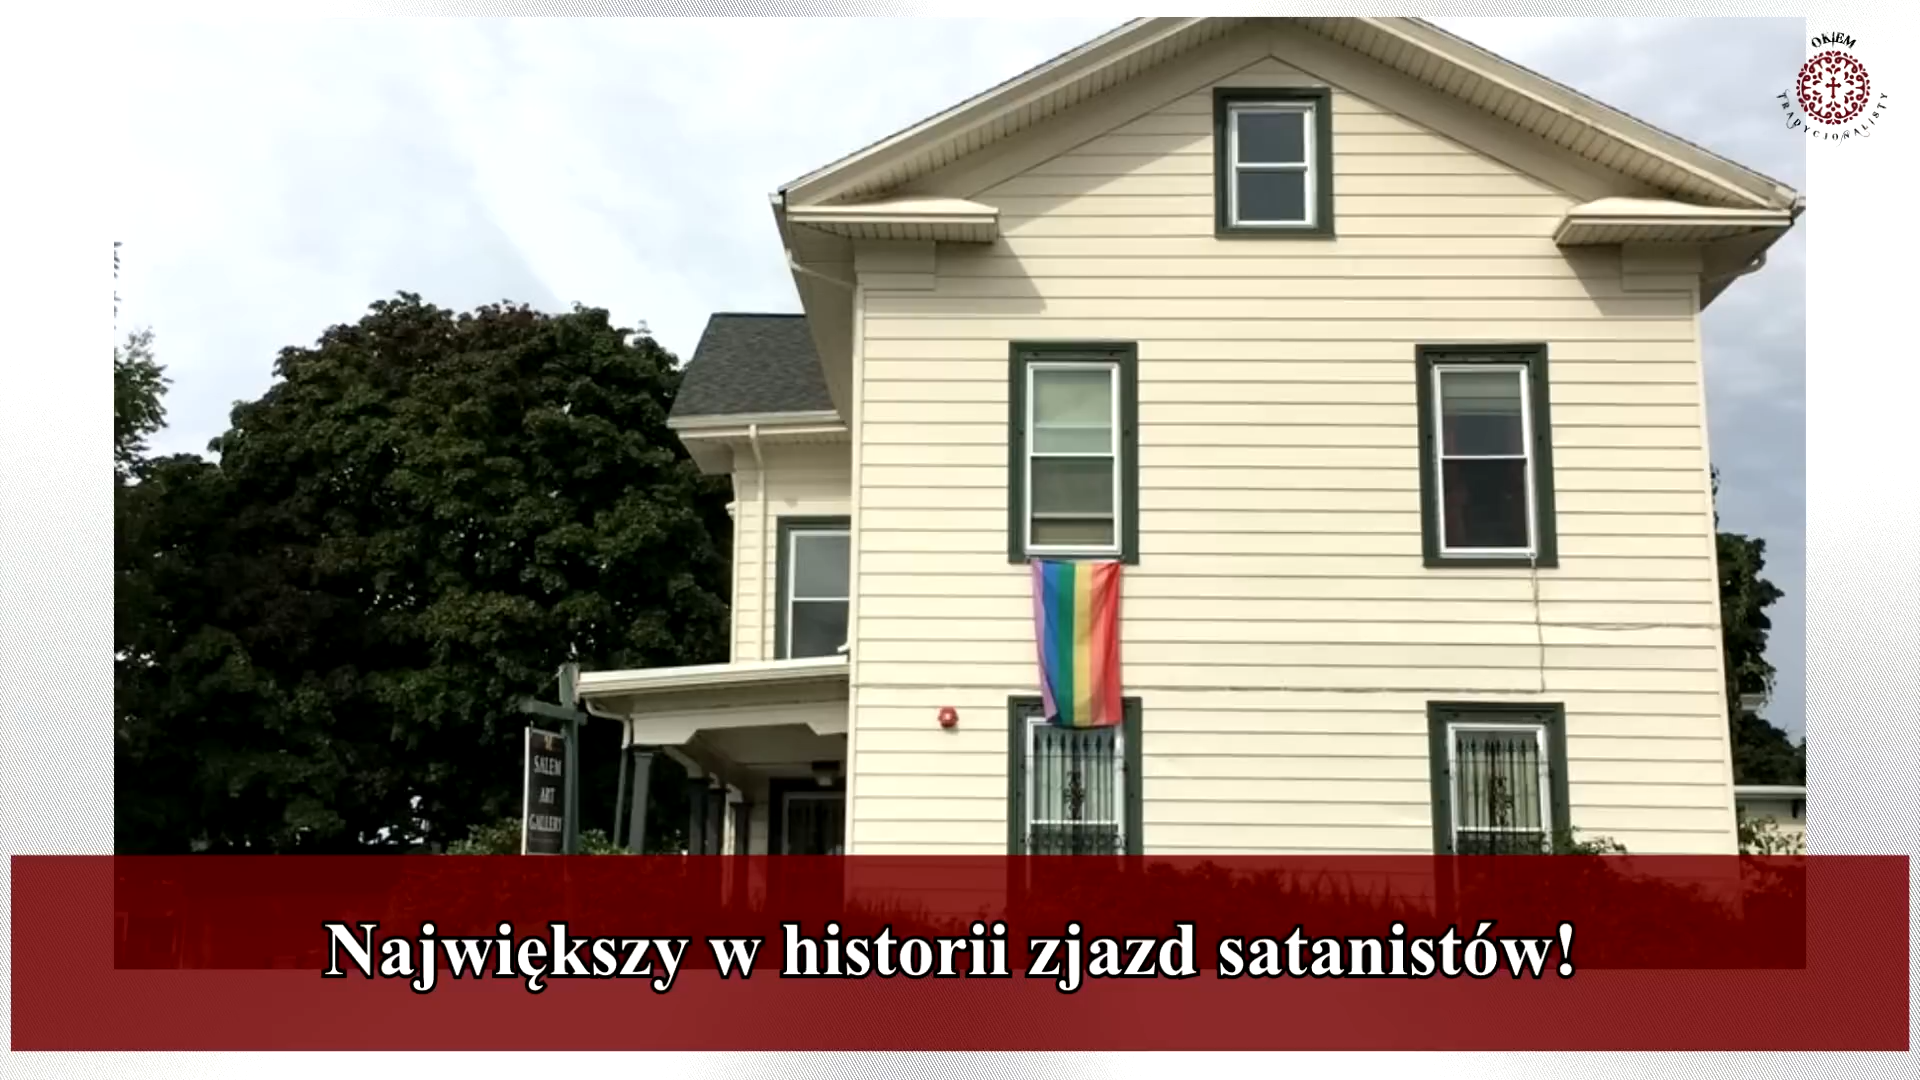 OKIEM
TRADYCJONALISTY
SALEM
ART
GALLERY
Największy w historii zjazd satanistów!